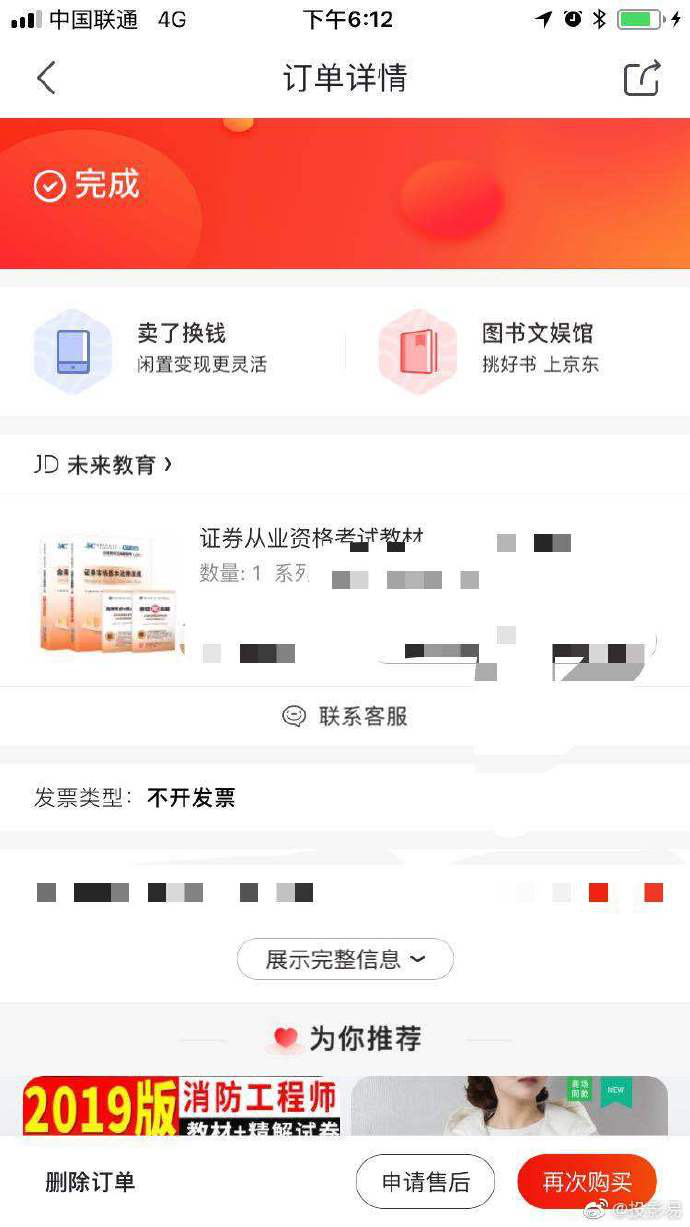 中国联通 4G 下午6:12
订单详情
完成
卖了换钱
闲置变现更灵活
图书文娱馆
挑好书 上京东
JD 未来教育 ›
证券从业资格考试教材
数量: 1 系列
联系客服
发票类型: 不开发票
展示完整信息
为你推荐
2019版
消防工程师
教材+精解试卷
商场同款
NEW
删除订单
申请售后
再次购买
@投影易